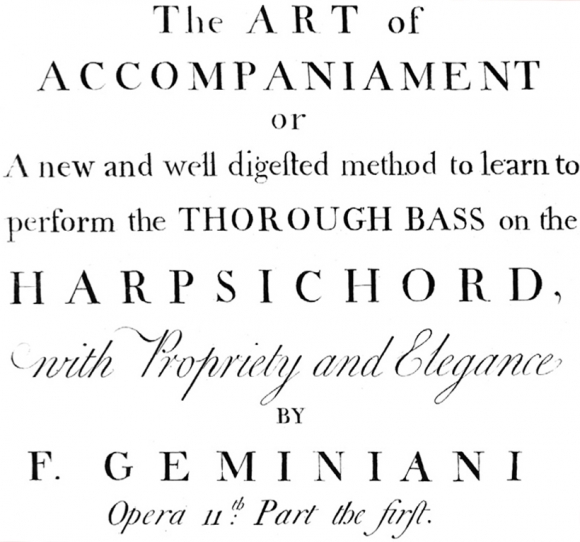 The ART of
ACCOMPANIAMENT
or
A new and well digeſted method to learn to
perform the THOROUGH BASS on the
HARPSICHORD,
with Propriety and Elegance
BY
F. GEMINIANI
Opera 11th. Part the firſt.